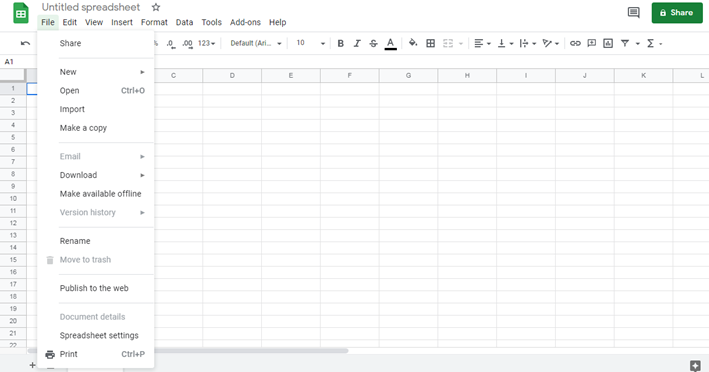 Untitled spreadsheet
Share
File Edit View Insert Format Data Tools Add-ons Help
% .0 .00 123 Default (Ari... 10 B I S A
A1
C D E F G H I J K L
Share
New
Open Ctrl+O
Import
Make a copy
Email
Download
Make available offline
Version history
Rename
Move to trash
Publish to the web
Document details
Spreadsheet settings
Print Ctrl+P
1
2
3
4
5
6
7
8
9
10
11
12
13
14
15
16
17
18
19
20
21
22